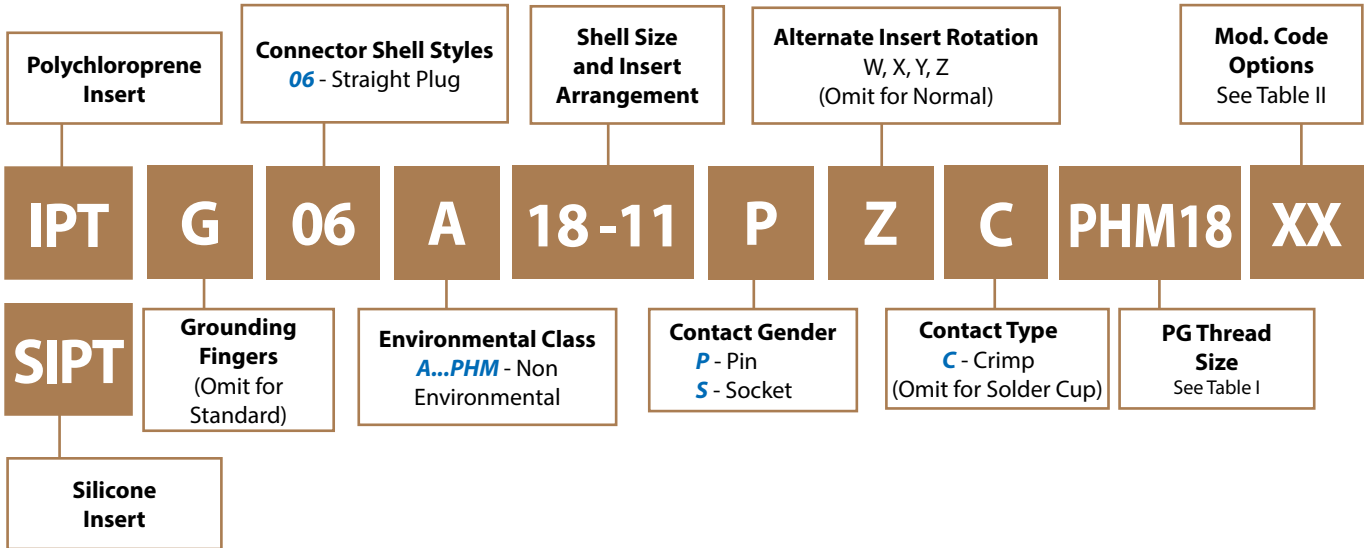 Polychloroprene
Insert
Connector Shell Styles
06 - Straight Plug
Shell Size
and Insert
Arrangement
Alternate Insert Rotation
W, X, Y, Z
(Omit for Normal)
Mod. Code
Options
See Table II
IPT G 06 A 18-11 P Z C PHM18 XX
SIPT
Grounding
Fingers
(Omit for
Standard)
Environmental Class
A...PHM - Non
Environmental
Contact Gender
P - Pin
S - Socket
Contact Type
C - Crimp
(Omit for Solder Cup)
PG Thread
Size
See Table I
Silicone
Insert